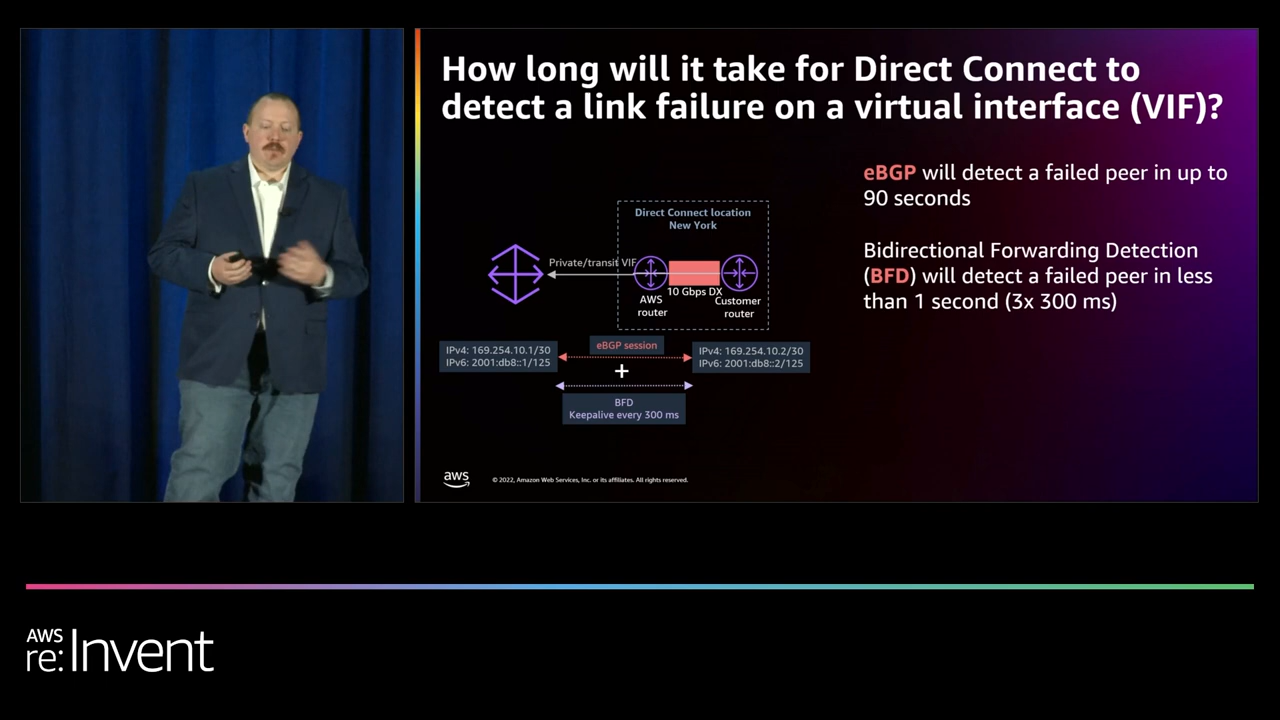 How long will it take for Direct Connect to
detect a link failure on a virtual interface (VIF)?
eBGP will detect a failed peer in up to
90 seconds
Bidirectional Forwarding Detection
(BFD) will detect a failed peer in less
than 1 second (3x 300 ms)
Direct Connect location
New York
Private/transit VIF
10 Gbps DX
AWS
router
Customer
router
IPv4: 169.254.10.1/30
IPv6: 2001:db8::1/125
eBGP session
IPv4: 169.254.10.2/30
IPv6: 2001:db8::2/125
+
BFD
Keepalive every 300 ms
aws
© 2022, Amazon Web Services, Inc. or its affiliates. All rights reserved.
AWS
re:Invent